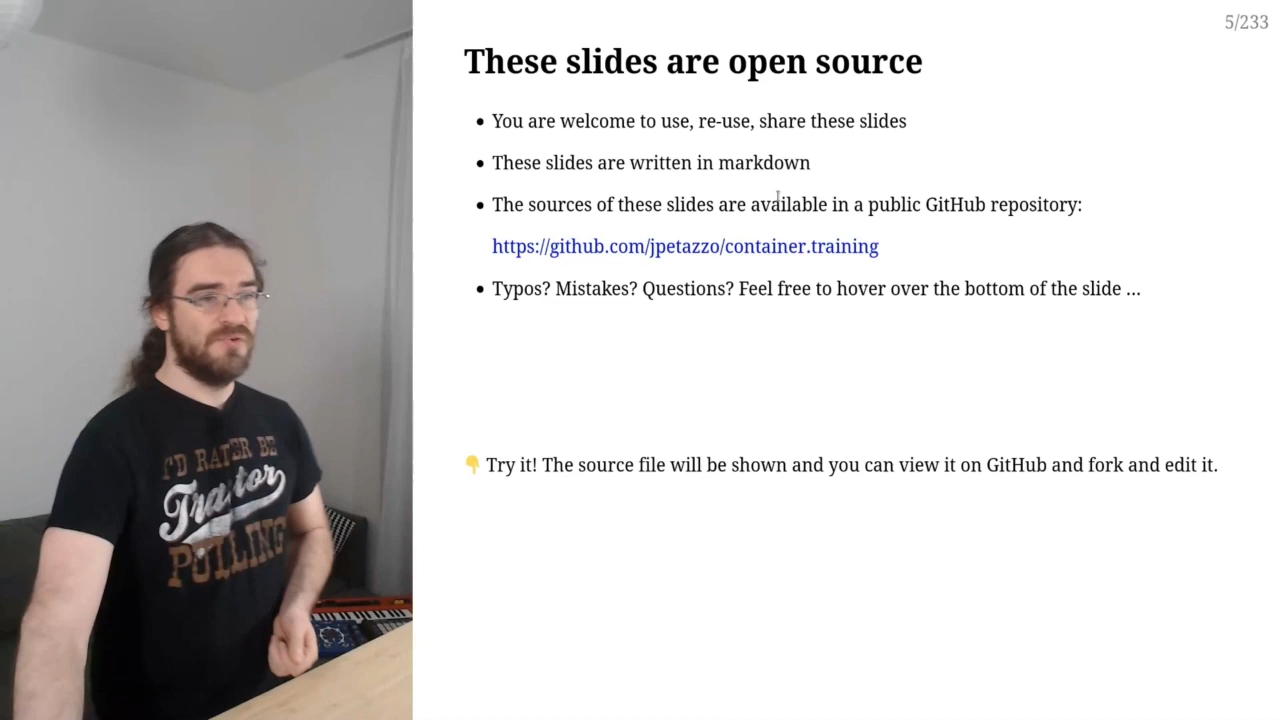 5/233
These slides are open source
• You are welcome to use, re-use, share these slides
• These slides are written in markdown
• The sources of these slides are available in a public GitHub repository:
https://github.com/jpetazzo/container.training
• Typos? Mistakes? Questions? Feel free to hover over the bottom of the slide ...
👇 Try it! The source file will be shown and you can view it on GitHub and fork and edit it.
I'D RATHER BE
Tractor
PULLING